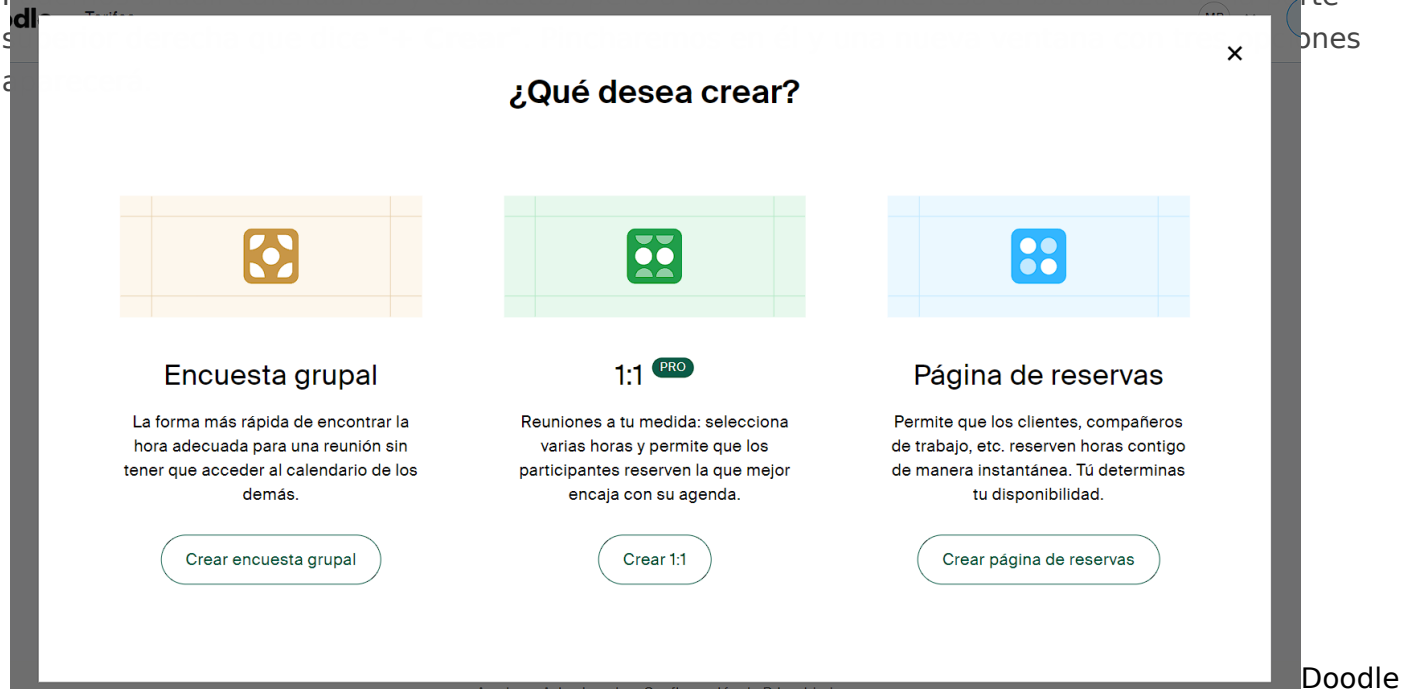 Tarifas
ones
¿Qué desea crear?
Encuesta grupal
La forma más rápida de encontrar la
hora adecuada para una reunión sin
tener que acceder al calendario de los
demás.
Crear encuesta grupal
1:1 PRO
Reuniones a tu medida: selecciona
varias horas y permite que los
participantes reserven la que mejor
encaja con su agenda.
Crear 1:1
Página de reservas
Permite que los clientes, compañeros
de trabajo, etc. reserven horas contigo
de manera instantánea. Tú determinas
tu disponibilidad.
Crear página de reservas
Doodle